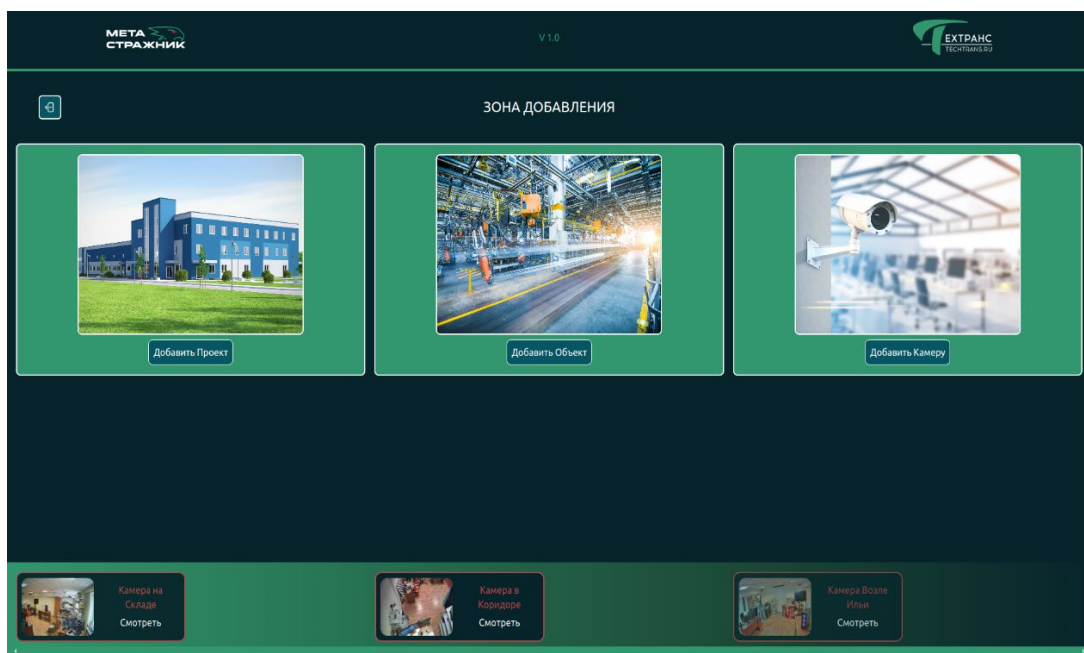 МЕТА
СТРАЖНИК
V 1.0
ТЕХТРАНС
TECHTRANS.RU
ЗОНА ДОБАВЛЕНИЯ
Добавить Проект
Добавить Объект
Добавить Камеру
Камера на
Складе
Смотреть
Камера в
Коридоре
Смотреть
Камера Возле
Ильи
Смотреть